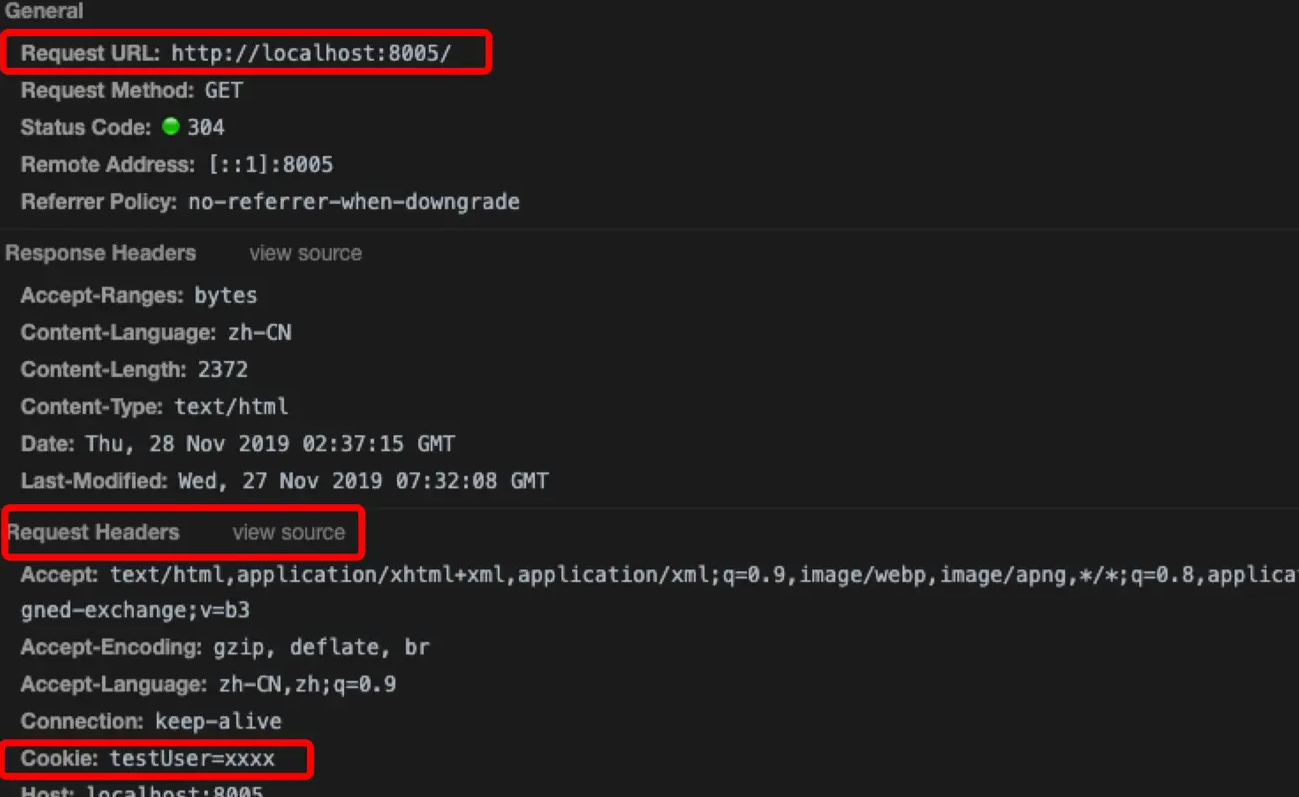 General
Request URL: http://localhost:8005/
Request Method: GET
Status Code: 304
Remote Address: [::1]:8005
Referrer Policy: no-referrer-when-downgrade
Response Headers view source
Accept-Ranges: bytes
Content-Language: zh-CN
Content-Length: 2372
Content-Type: text/html
Date: Thu, 28 Nov 2019 02:37:15 GMT
Last-Modified: Wed, 27 Nov 2019 07:32:08 GMT
Request Headers view source
Accept: text/html,application/xhtml+xml,application/xml;q=0.9,image/webp,image/apng,*/*;q=0.8,applica
gned-exchange;v=b3
Accept-Encoding: gzip, deflate, br
Accept-Language: zh-CN,zh;q=0.9
Connection: keep-alive
Cookie: testUser=xxxx
Host: localhost:8005